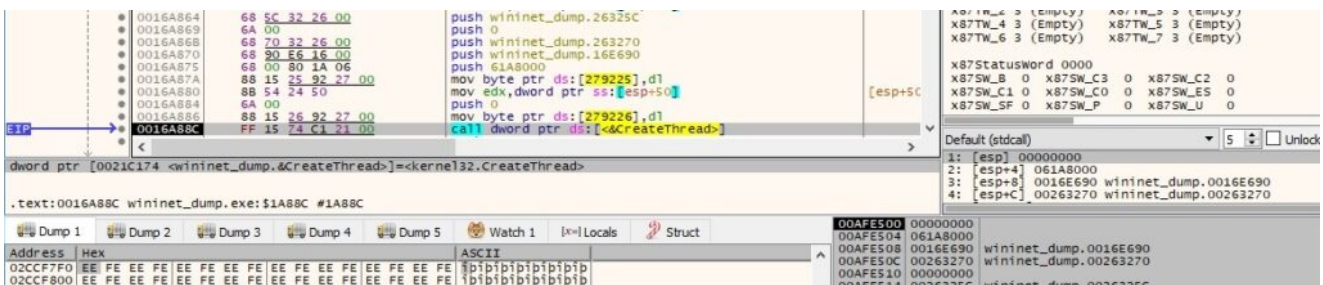 0016A864 68 5C 32 26 00 push wininet_dump.26325C
0016A869 6A 00 push 0
0016A86B 68 70 32 26 00 push wininet_dump.263270
0016A870 68 90 E6 16 00 push wininet_dump.16E690
0016A875 68 00 80 1A 06 push 61A8000
0016A87A 88 15 25 92 27 00 mov byte ptr ds:[279225],dl
0016A880 8B 54 24 50 mov edx,dword ptr ss:[esp+50] [esp+50
0016A884 6A 00 push 0
0016A886 88 15 26 92 27 00 mov byte ptr ds:[279226],dl
EIP 0016A88C FF 15 74 C1 21 00 call dword ptr ds:[<&CreateThread>]
dword ptr [0021C174 <wininet_dump.&CreateThread>]=<kernel32.CreateThread>
.text:0016A88C wininet_dump.exe:$1A88C #1A88C
x87TW_2 3 (Empty) x87TW_3 3 (Empty)
x87TW_4 3 (Empty) x87TW_5 3 (Empty)
x87TW_6 3 (Empty) x87TW_7 3 (Empty)
x87StatusWord 0000
x87SW_B 0 x87SW_C3 0 x87SW_C2 0
x87SW_C1 0 x87SW_C0 0 x87SW_ES 0
x87SW_SF 0 x87SW_P 0 x87SW_U 0
Default (stdcall) 5 Unlock
1: [esp] 00000000
2: [esp+4] 061A8000
3: [esp+8] 0016E690 wininet_dump.0016E690
4: [esp+C] 00263270 wininet_dump.00263270
Dump 1 Dump 2 Dump 3 Dump 4 Dump 5 Watch 1 [x=] Locals Struct
Address Hex ASCII
02CCF7F0 EE FE EE FE EE FE EE FE EE FE EE FE EE FE EE FE îþîþîþîþîþîþîþîþ
02CCF800 EE FE EE FE EE FE EE FE EE FE EE FE EE FE EE FE îþîþîþîþîþîþîþîþ
00AFE500 00000000
00AFE504 061A8000
00AFE508 0016E690 wininet_dump.0016E690
00AFE50C 00263270 wininet_dump.00263270
00AFE510 00000000
00AFE514 0026325C wininet_dump.0026325C